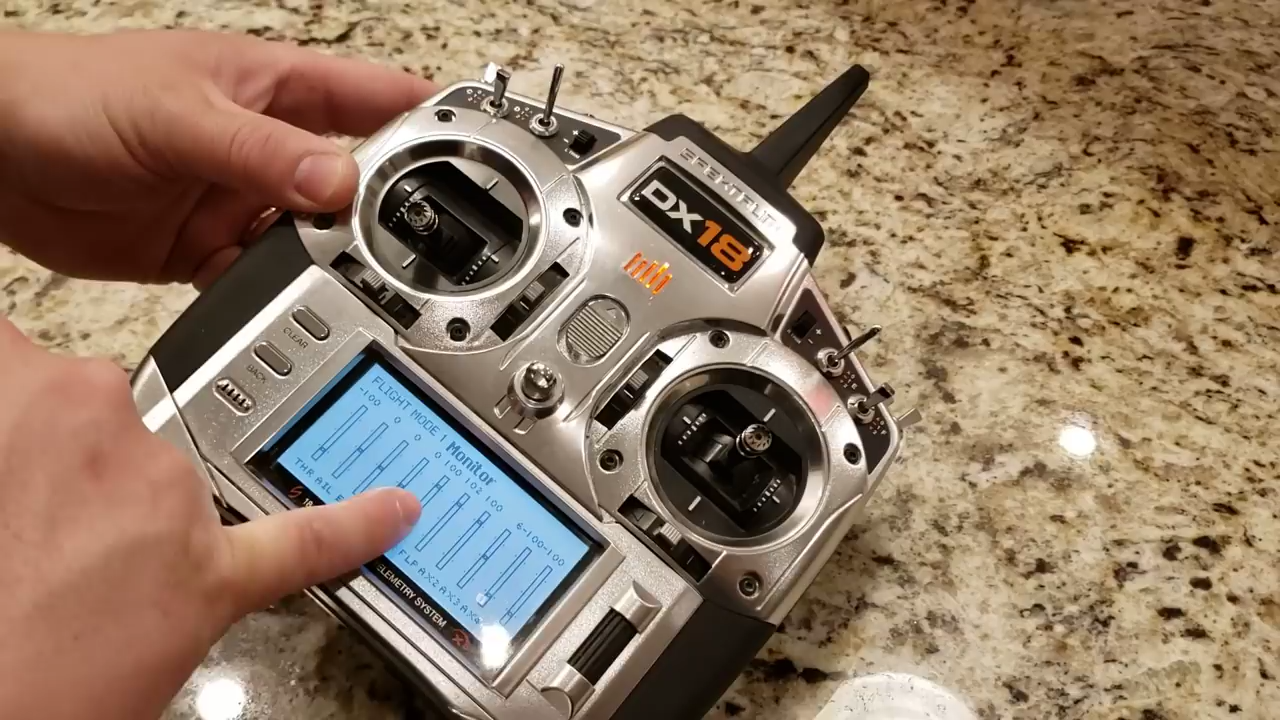 SPEKTRUM
DX18
CLEAR
BACK
FLIGHT MODE 1 Monitor
-100 0 0 0 100 102 100 6-100-100
THR AIL
FLP AX2 AX3 AX4
TELEMETRY SYSTEM